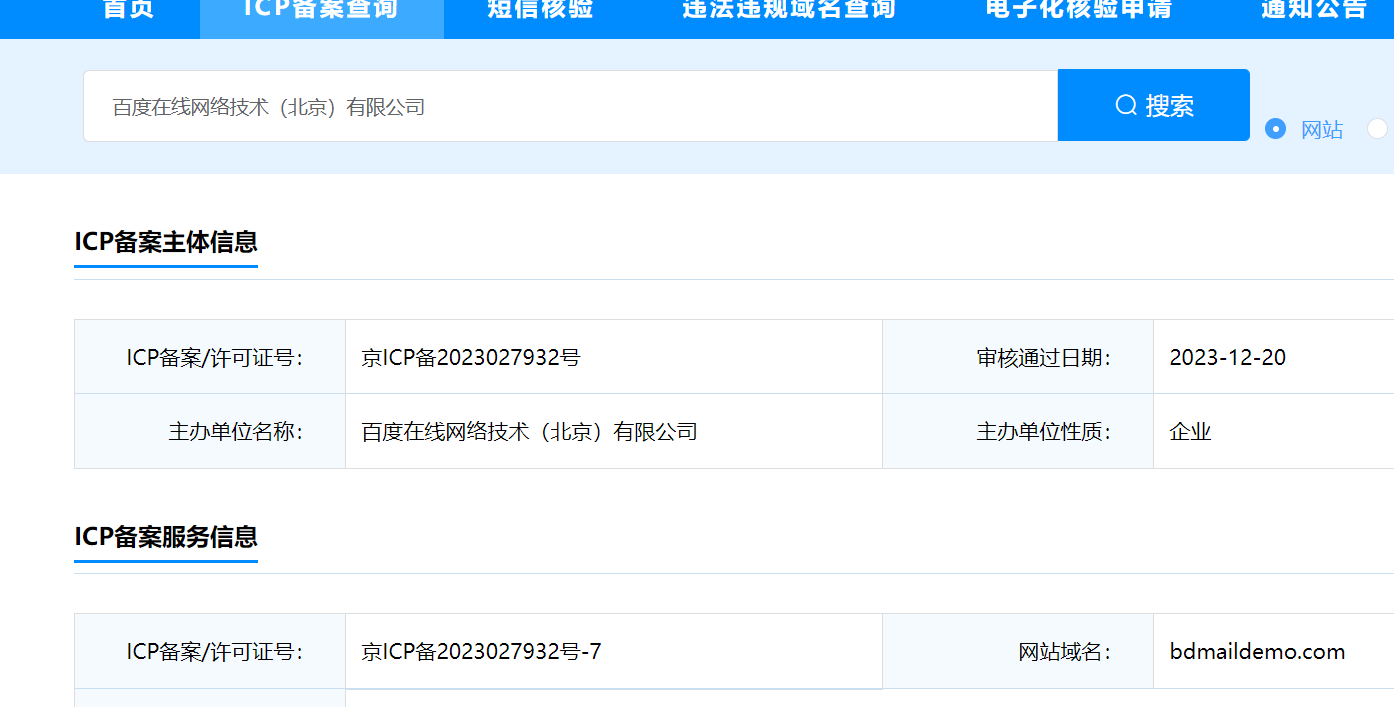 首页 ICP备案查询 短信核验 违法违规域名查询 电子化核验申请 通知公告
百度在线网络技术（北京）有限公司 搜索
网站
ICP备案主体信息
ICP备案/许可证号： 京ICP备2023027932号 审核通过日期： 2023-12-20
主办单位名称： 百度在线网络技术（北京）有限公司 主办单位性质： 企业
ICP备案服务信息
ICP备案/许可证号： 京ICP备2023027932号-7 网站域名： bdmaildemo.com